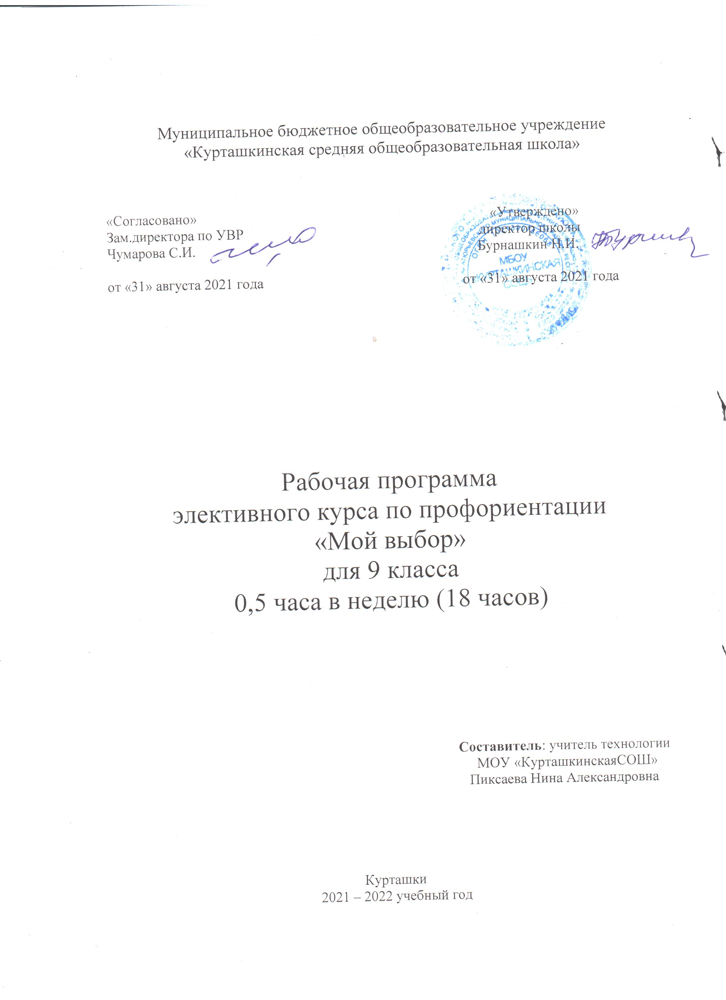 Муниципальное бюджетное общеобразовательное учреждение
«Курташкинская средняя общеобразовательная школа»
«Согласовано»
Зам.директора по УВР
Чумарова С.И.
от «31» августа 2021 года
«Утверждено»
директор школы
Бурнашкин Н.И.
от «31» августа 2021 года
МБОУ
«КУРТАШКИНСКАЯ
СОШ»
Рабочая программа
элективного курса по профориентации
«Мой выбор»
для 9 класса
0,5 часа в неделю (18 часов)
Составитель: учитель технологии
МОУ «КурташкинскаяСОШ»
Пиксаева Нина Александровна
Курташки
2021 – 2022 учебный год